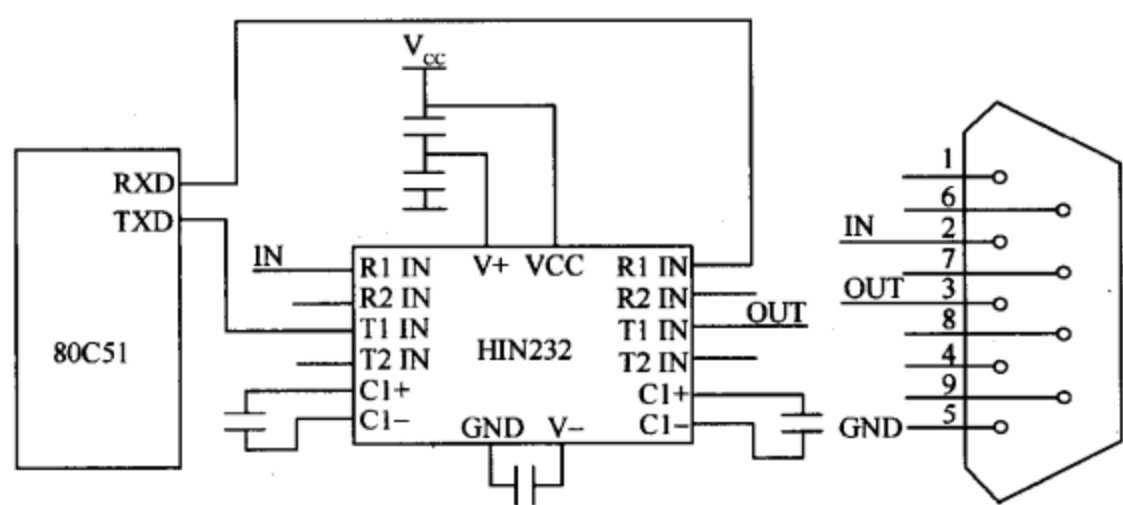 V_CC
RXD
TXD
80C51
IN
R1 IN
R2 IN
T1 IN
T2 IN
C1+
C1−
V+
VCC
HIN232
GND
V−
R1 IN
R2 IN
T1 IN
T2 IN
C1+
C1−
OUT
1
6
IN
2
7
OUT
3
8
4
9
GND
5